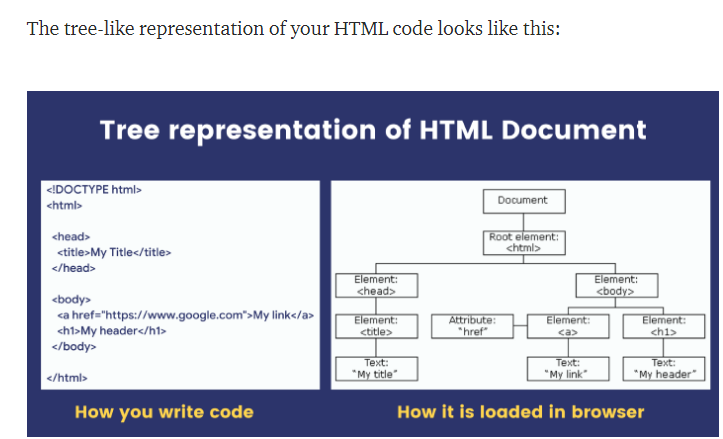 The tree-like representation of your HTML code looks like this:
Tree representation of HTML Document
<!DOCTYPE html>
<html>
<head>
<title>My Title</title>
</head>
<body>
<a href="https://www.google.com">My link</a>
<h1>My header</h1>
</body>
</html>
How you write code
Document
Root element:
<html>
Element:
<head>
Element:
<body>
Element:
<title>
Attribute:
"href"
Element:
<a>
Element:
<h1>
Text:
"My title"
Text:
"My link"
Text:
"My header"
How it is loaded in browser